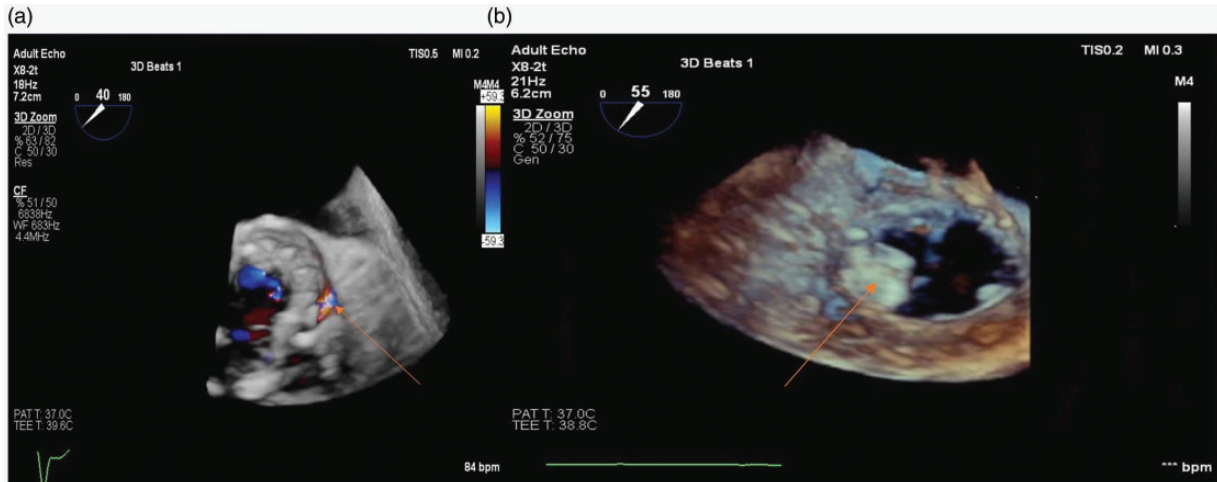 (a)
Adult Echo
X8-2t
18Hz
7.2cm
TIS0.5 MI 0.2
3D Beats 1
0 40 180
M4M4
+59.3
-59.3
3D Zoom
2D / 3D
% 63 / 82
C 50 / 30
Res
CF
% 51 / 50
6838Hz
WF 683Hz
4.4MHz
PAT T: 37.0C
TEE T: 39.6C
84 bpm
(b)
Adult Echo
X8-2t
21Hz
6.2cm
TIS0.2 MI 0.3
3D Beats 1
0 55 180
M4
3D Zoom
2D / 3D
% 52 / 75
C 50 / 30
Gen
PAT T: 37.0C
TEE T: 38.8C
*** bpm